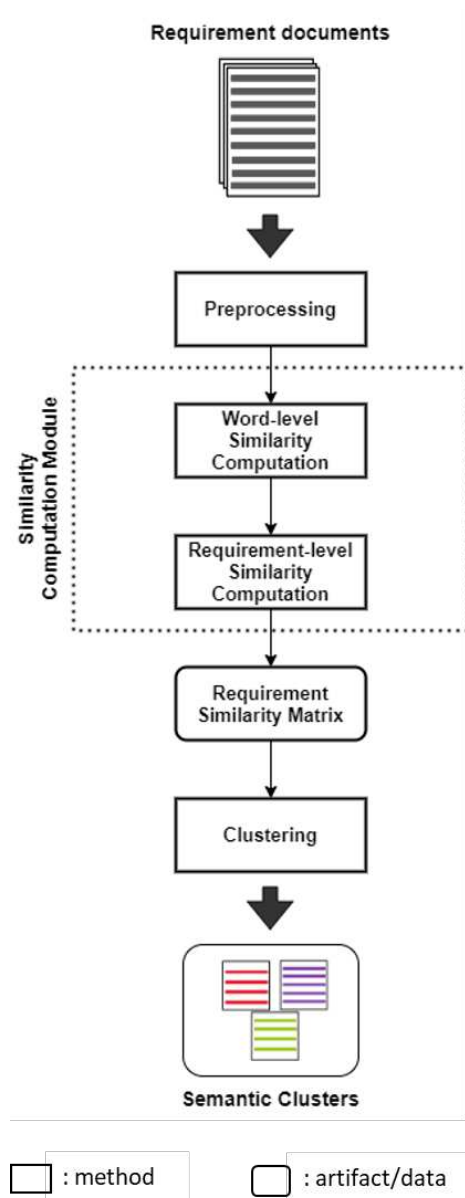 Requirement documents
Preprocessing
Similarity
Computation Module
Word-level
Similarity
Computation
Requirement-level
Similarity
Computation
Requirement
Similarity Matrix
Clustering
Semantic Clusters
: method
: artifact/data